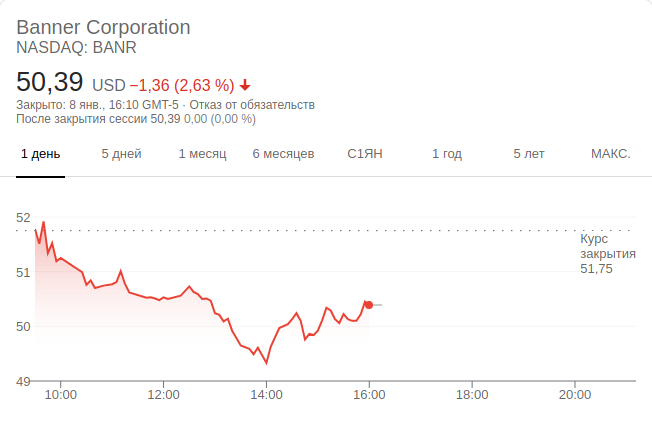 Banner Corporation
NASDAQ: BANR
50,39 USD −1,36 (2,63 %)
Закрыто: 8 янв., 16:10 GMT-5 · Отказ от обязательств
После закрытия сессии 50,39 0,00 (0,00 %)
1 день 5 дней 1 месяц 6 месяцев С1ЯН 1 год 5 лет МАКС.
52
Курс
закрытия
51,75
51
50
49
10:00 12:00 14:00 16:00 18:00 20:00